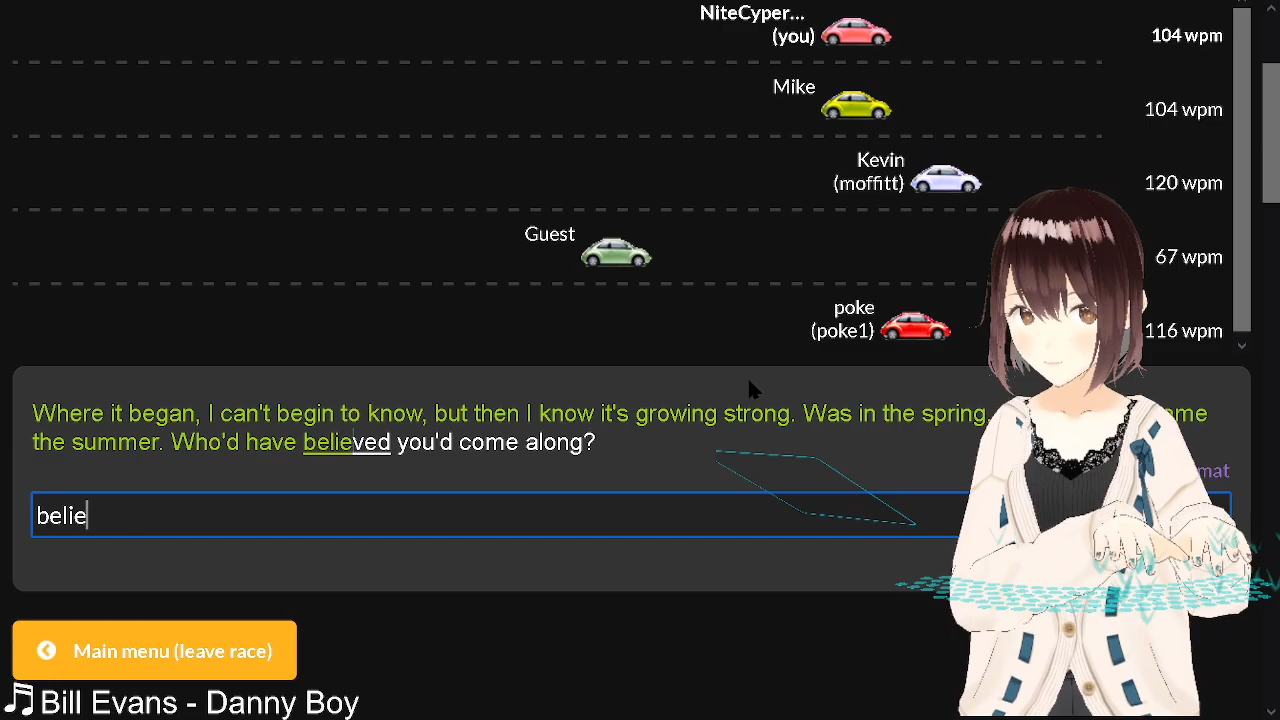 NiteCyper...
(you)
104 wpm
Mike
104 wpm
Kevin
(moffitt)
120 wpm
Guest
67 wpm
poke
(poke1)
116 wpm
Where it began, I can't begin to know, but then I know it's growing strong. Was in the spring,
the summer. Who'd have believed you'd come along?
belie
Main menu (leave race)
Bill Evans - Danny Boy